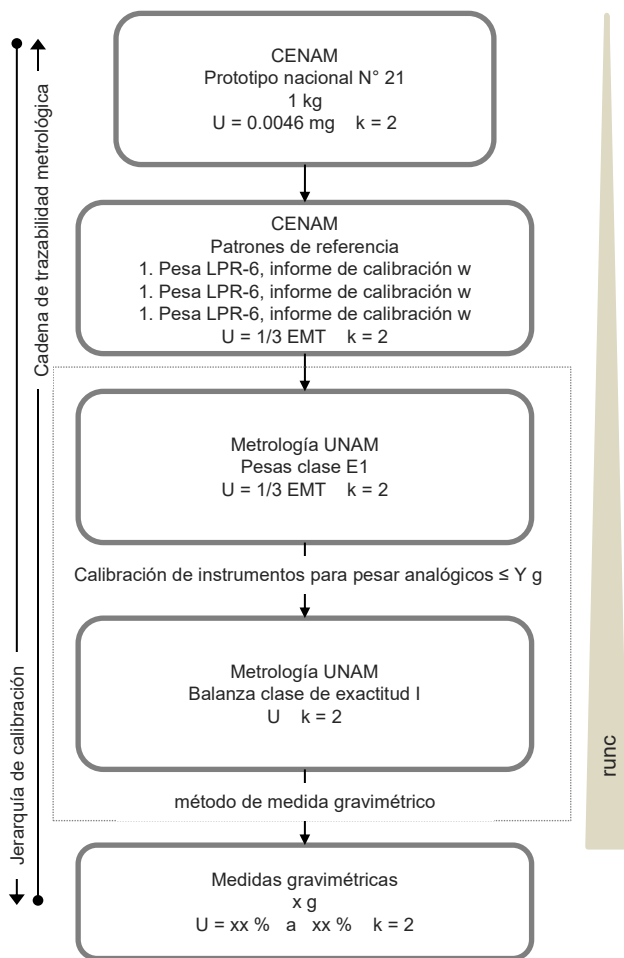 CENAM
Prototipo nacional N° 21
1 kg
U = 0.0046 mg k = 2
CENAM
Patrones de referencia
1. Pesa LPR-6, informe de calibración w
1. Pesa LPR-6, informe de calibración w
1. Pesa LPR-6, informe de calibración w
U = 1/3 EMT k = 2
Metrología UNAM
Pesas clase E1
U = 1/3 EMT k = 2
Calibración de instrumentos para pesar analógicos ≤ Y g
Metrología UNAM
Balanza clase de exactitud I
U k = 2
método de medida gravimétrico
Medidas gravimétricas
x g
U = xx % a xx % k = 2
Cadena de trazabilidad metrológica
Jerarquía de calibración
runc